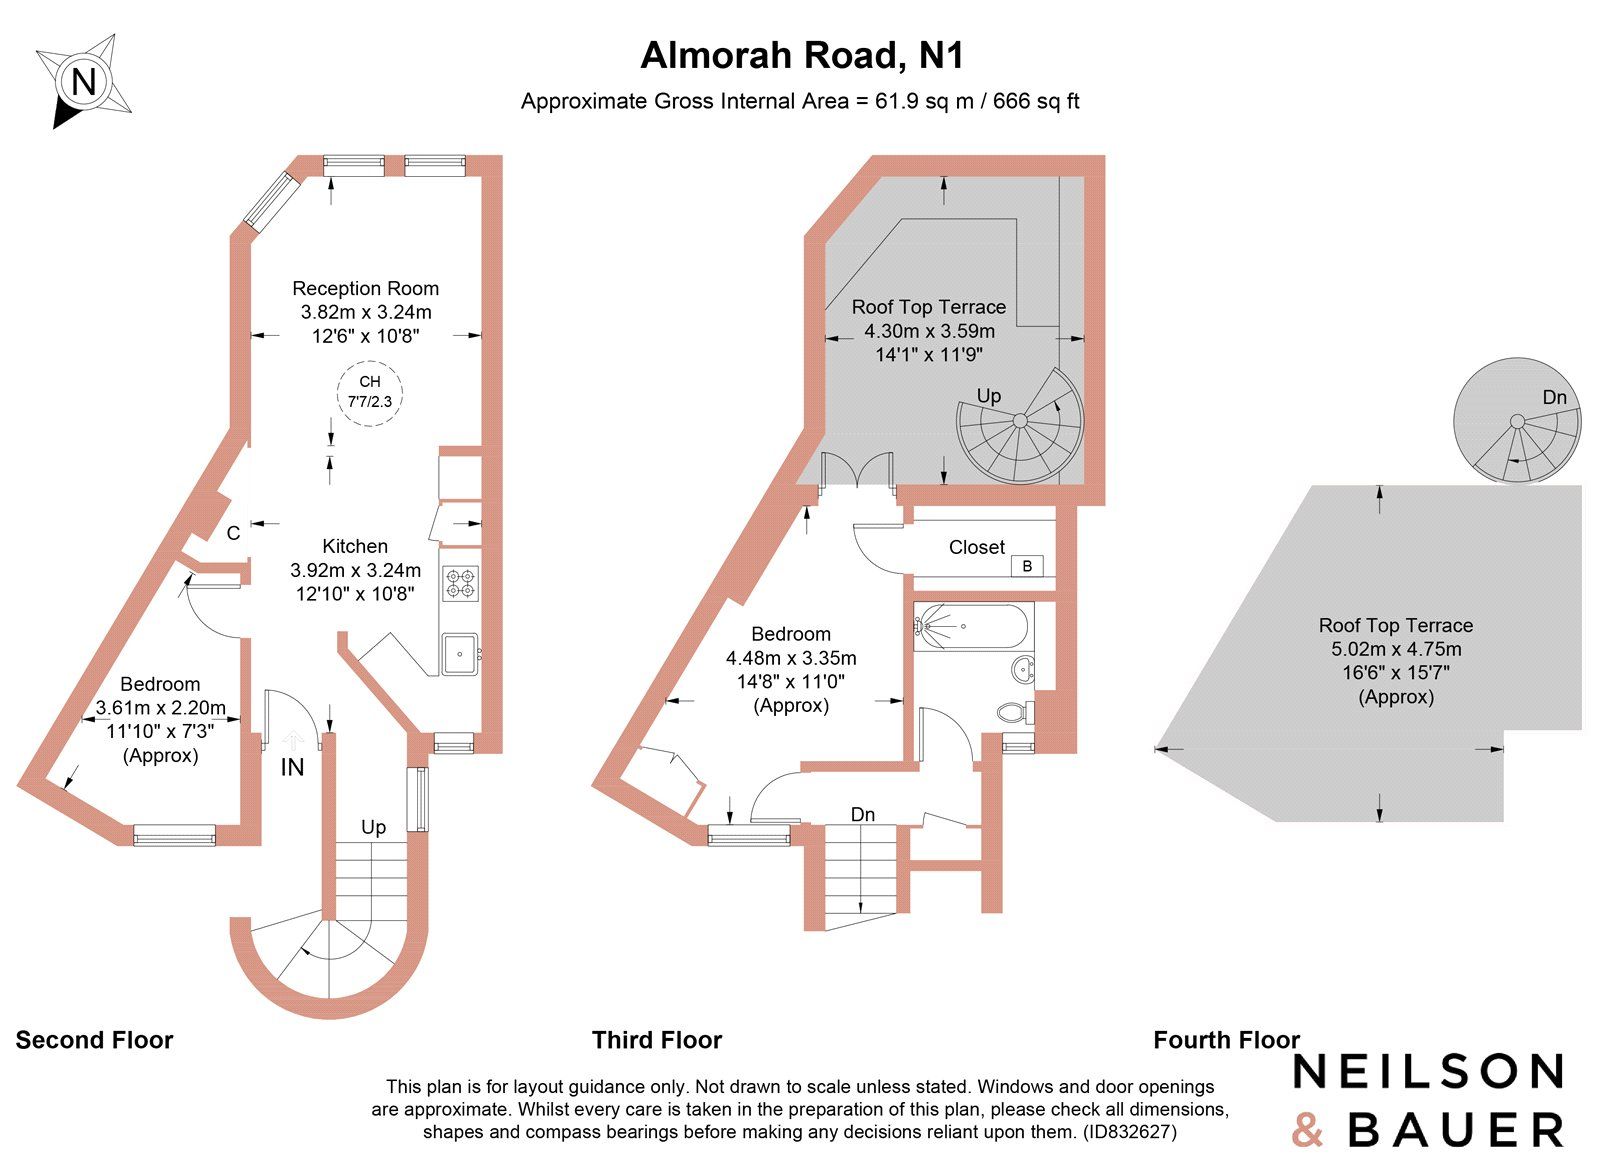 N
Almorah Road, N1
Approximate Gross Internal Area = 61.9 sq m / 666 sq ft
Reception Room
3.82m x 3.24m
12'6" x 10'8"
CH
7'7/2.3
C
Kitchen
3.92m x 3.24m
12'10" x 10'8"
Bedroom
3.61m x 2.20m
11'10" x 7'3"
(Approx)
IN
Up
Second Floor
Roof Top Terrace
4.30m x 3.59m
14'1" x 11'9"
Up
Closet
B
Bedroom
4.48m x 3.35m
14'8" x 11'0"
(Approx)
Dn
Third Floor
Dn
Roof Top Terrace
5.02m x 4.75m
16'6" x 15'7"
(Approx)
Fourth Floor
This plan is for layout guidance only. Not drawn to scale unless stated. Windows and door openings
are approximate. Whilst every care is taken in the preparation of this plan, please check all dimensions,
shapes and compass bearings before making any decisions reliant upon them. (ID832627)
NEILSON
& BAUER